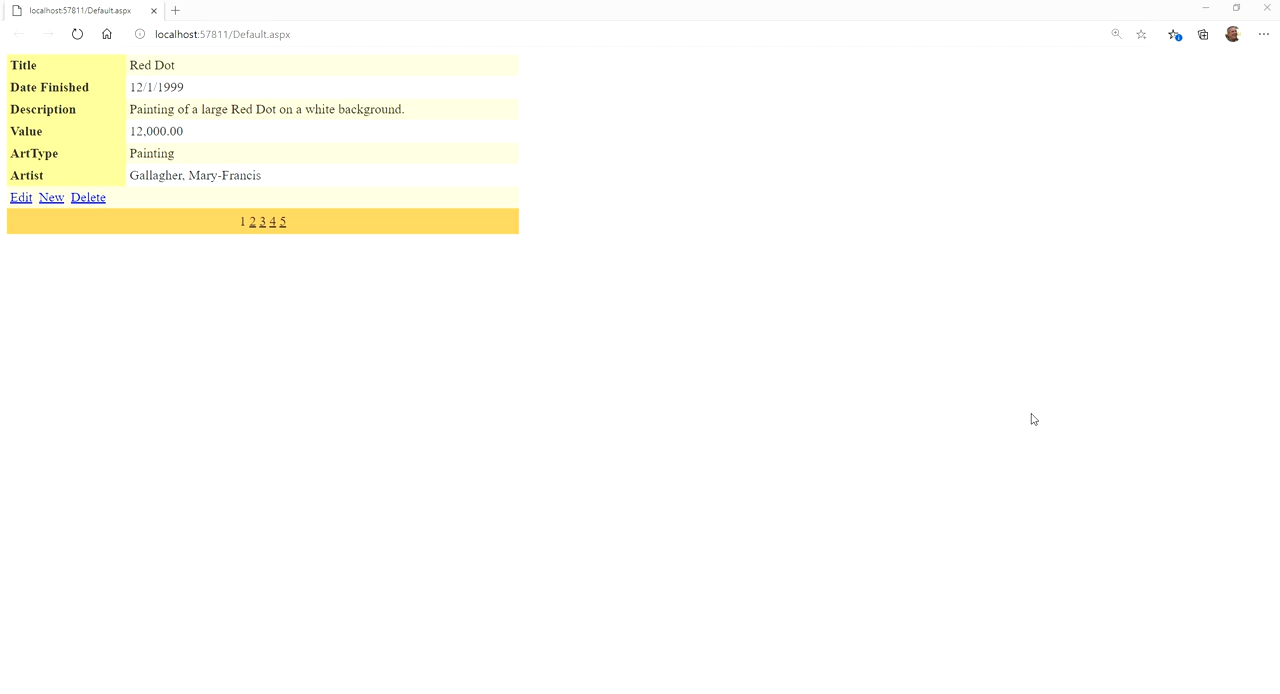 localhost:57811/Default.aspx
localhost:57811/Default.aspx
Title Red Dot
Date Finished 12/1/1999
Description Painting of a large Red Dot on a white background.
Value 12,000.00
ArtType Painting
Artist Gallagher, Mary-Francis
Edit New Delete
1 2 3 4 5